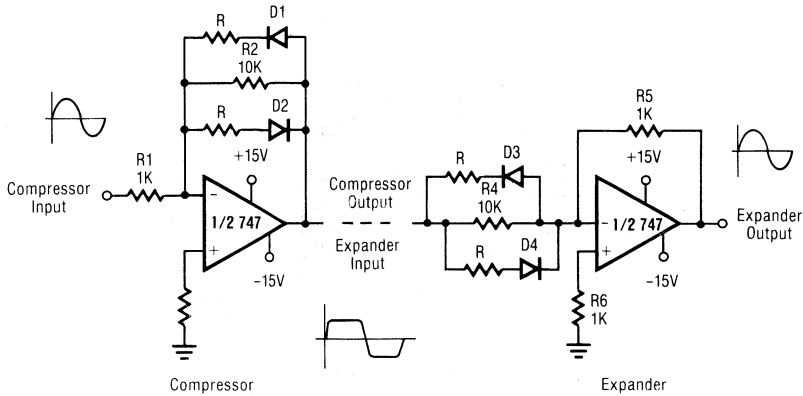 R
D1
R2
10K
R
D2
+15V
R1
1K
Compressor
Input
–
1/2 747
+
–15V
Compressor
Output
Expander
Input
R
D3
R4
10K
R
D4
R5
1K
+15V
–
1/2 747
+
–15V
Expander
Output
R6
1K
Compressor
Expander